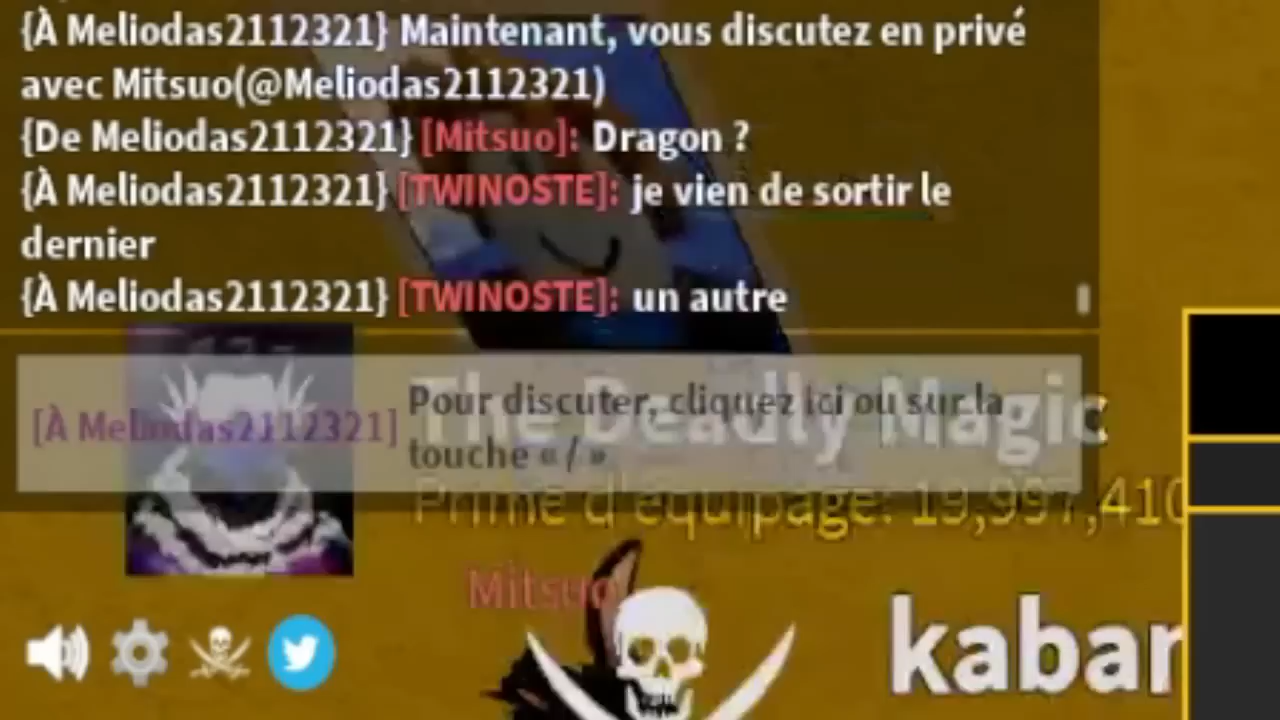 {À Meliodas2112321} Maintenant, vous discutez en privé
avec Mitsuo(@Meliodas2112321)
{De Meliodas2112321} [Mitsuo]: Dragon ?
{À Meliodas2112321} [TWINOSTE]: je vien de sortir le
dernier
{À Meliodas2112321} [TWINOSTE]: un autre
[À Meliodas2112321] Pour discuter, cliquez ici ou sur la
touche « / »
The Deadly Magic
Prime d'équipage: 19,997,410
Mitsuo
kabar